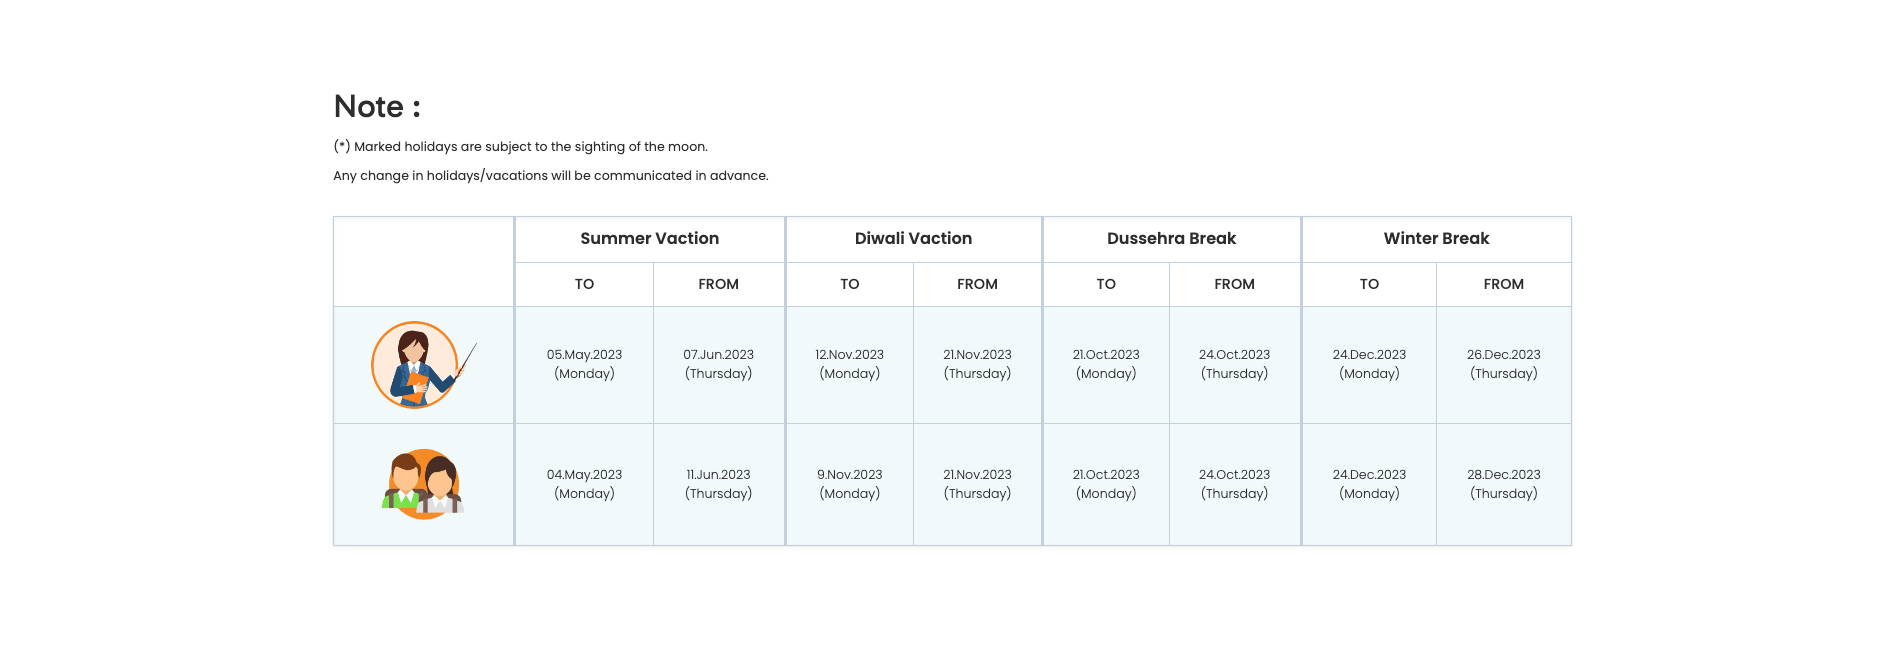 Note :
(*) Marked holidays are subject to the sighting of the moon.
Any change in holidays/vacations will be communicated in advance.
Summer Vaction Diwali Vaction Dussehra Break Winter Break
TO FROM TO FROM TO FROM TO FROM
05.May.2023 07.Jun.2023 12.Nov.2023 21.Nov.2023 21.Oct.2023 24.Oct.2023 24.Dec.2023 26.Dec.2023
(Monday) (Thursday) (Monday) (Thursday) (Monday) (Thursday) (Monday) (Thursday)
04.May.2023 11.Jun.2023 9.Nov.2023 21.Nov.2023 21.Oct.2023 24.Oct.2023 24.Dec.2023 28.Dec.2023
(Monday) (Thursday) (Monday) (Thursday) (Monday) (Thursday) (Monday) (Thursday)